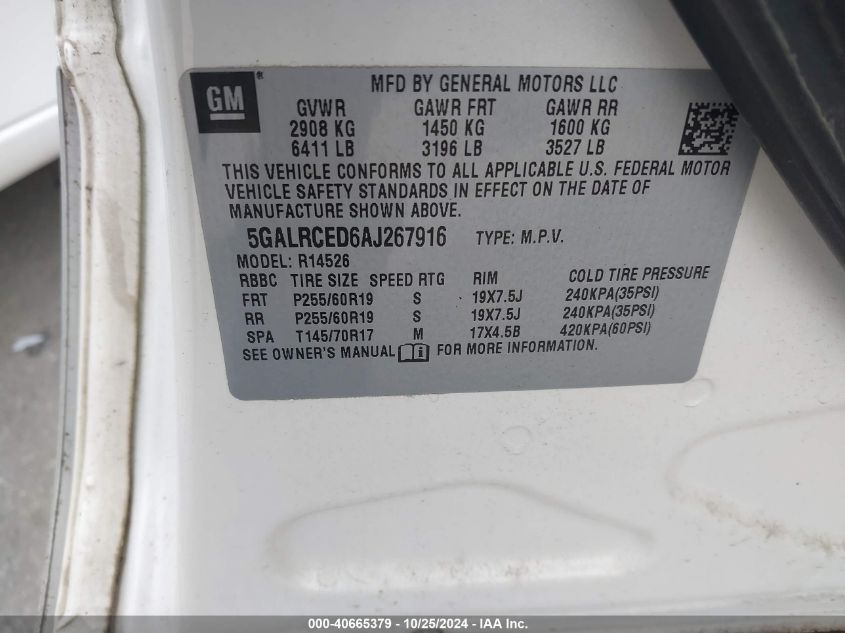 GM ®
MFD BY GENERAL MOTORS LLC
GVWR GAWR FRT GAWR RR
2908 KG 1450 KG 1600 KG
6411 LB 3196 LB 3527 LB
THIS VEHICLE CONFORMS TO ALL APPLICABLE U.S. FEDERAL MOTOR
VEHICLE SAFETY STANDARDS IN EFFECT ON THE DATE OF
MANUFACTURE SHOWN ABOVE.
5GALRCED6AJ267916 TYPE: M.P.V.
MODEL: R14526
RBBC TIRE SIZE SPEED RTG RIM COLD TIRE PRESSURE
FRT P255/60R19 S 19X7.5J 240KPA(35PSI)
RR P255/60R19 S 19X7.5J 240KPA(35PSI)
SPA T145/70R17 M 17X4.5B 420KPA(60PSI)
SEE OWNER'S MANUAL i FOR MORE INFORMATION.
000-40665379 - 10/25/2024 - IAA Inc.